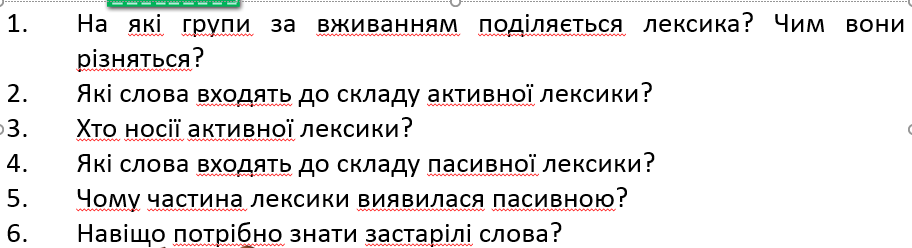 1. На які групи за вживанням поділяється лексика? Чим вони
різняться?
2. Які слова входять до складу активної лексики?
3. Хто носії активної лексики?
4. Які слова входять до складу пасивної лексики?
5. Чому частина лексики виявилася пасивною?
6. Навіщо потрібно знати застарілі слова?